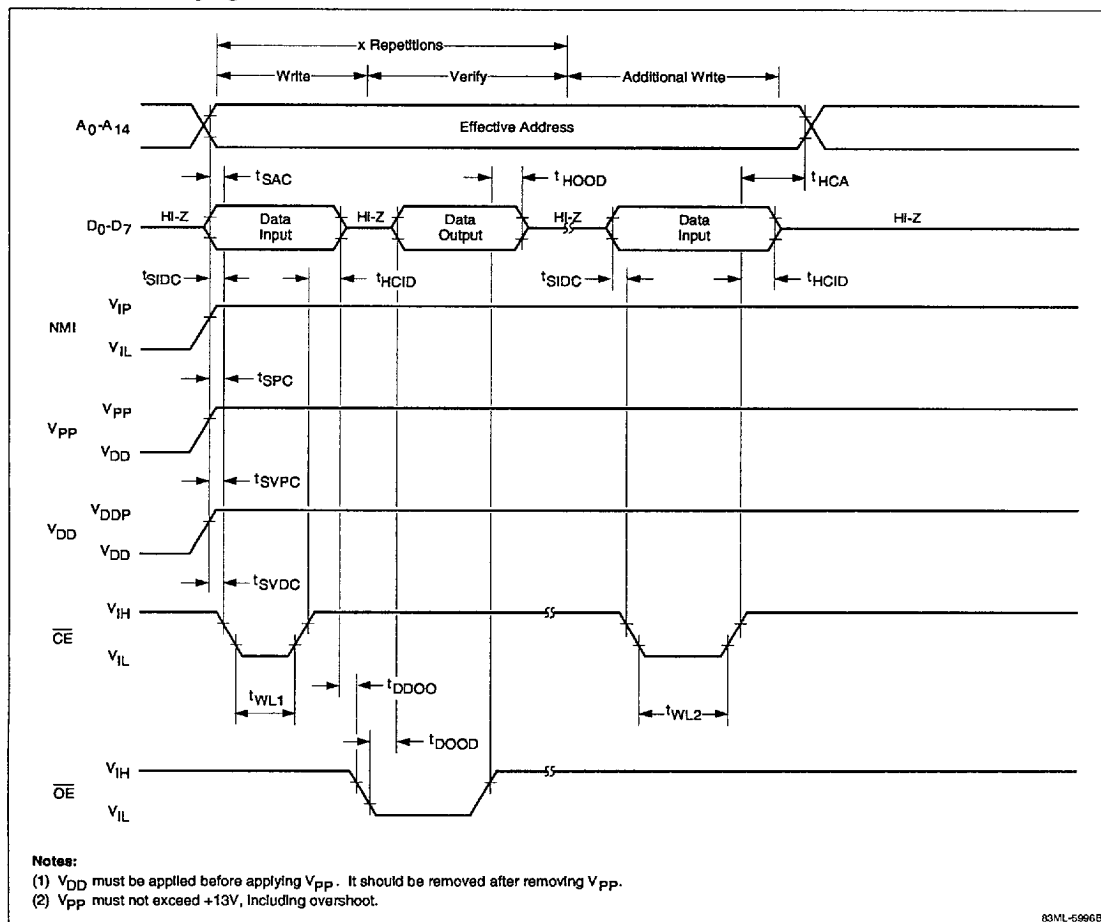 x Repetitions
Write
Verify
Additional Write
A0-A14
Effective Address
tSAC
tHOOD
tHCA
D0-D7
Hi-Z
Data Input
Hi-Z
Data Output
Hi-Z
Data Input
Hi-Z
tSIDC
tHCID
tSIDC
tHCID
NMI
VIP
VIL
tSPC
VPP
VPP
VDD
tSVPC
VDD
VDDP
VDD
tSVDC
CE
VIH
VIL
tWL1
tDDOO
tWL2
tDOOD
OE
VIH
VIL
Notes:
(1) VDD must be applied before applying VPP. It should be removed after removing VPP.
(2) VPP must not exceed +13V, including overshoot.
83ML-5996B